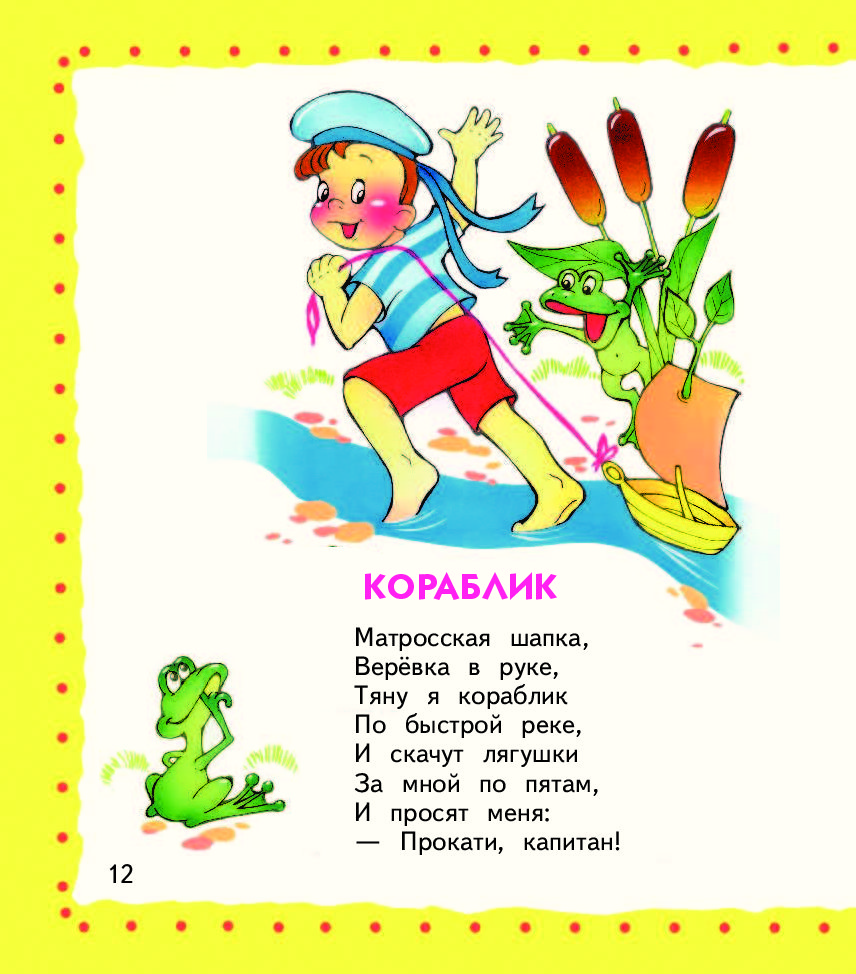 КОРАБЛИК
Матросская шапка,
Верёвка в руке,
Тяну я кораблик
По быстрой реке,
И скачут лягушки
За мной по пятам,
И просят меня:
— Прокати, капитан!
12